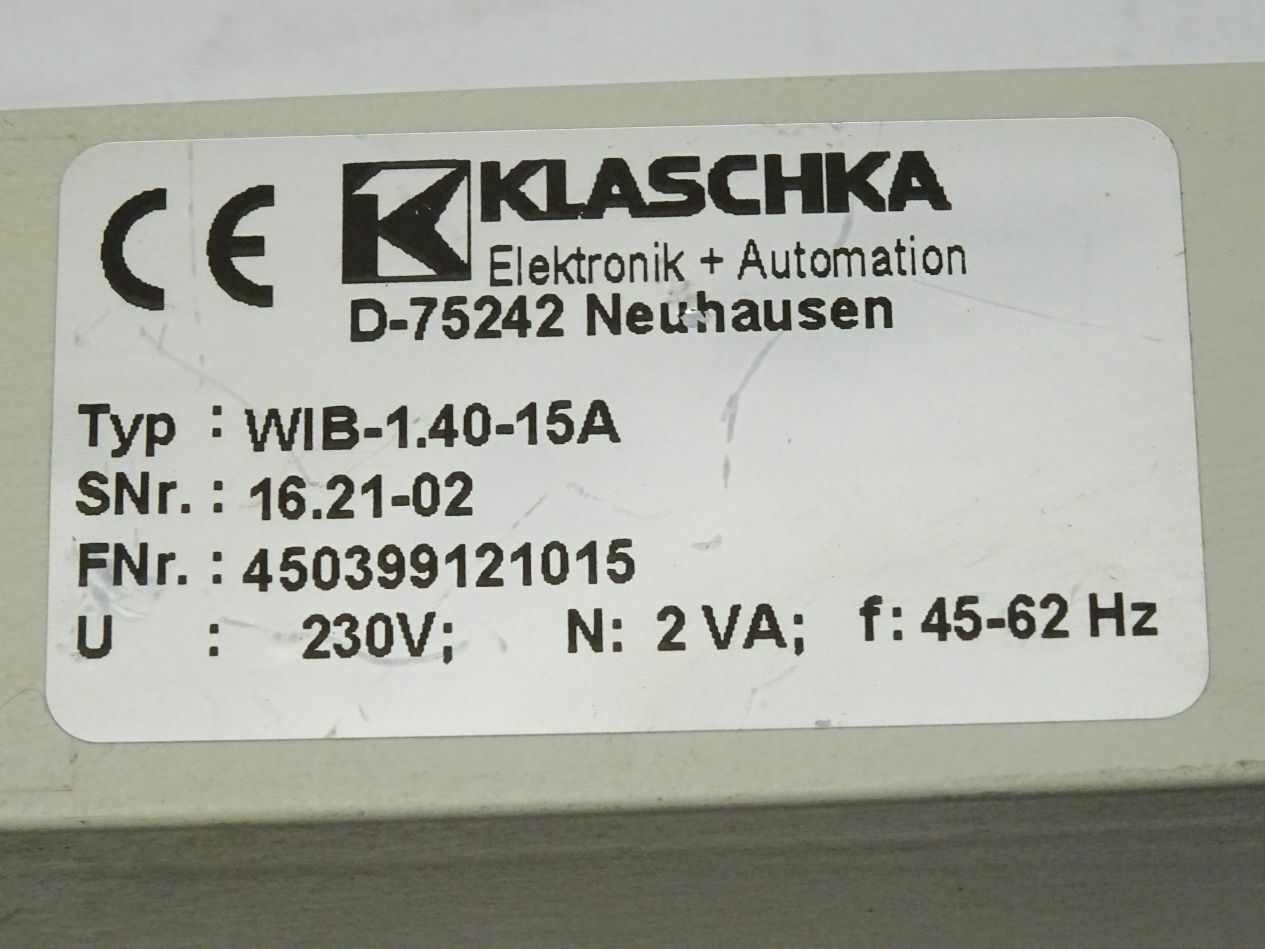 CE KLASCHKA
Elektronik + Automation
D-75242 Neuhausen
Typ : WIB-1.40-15A
SNr. : 16.21-02
FNr. : 450399121015
U : 230V; N: 2 VA; f: 45-62 Hz